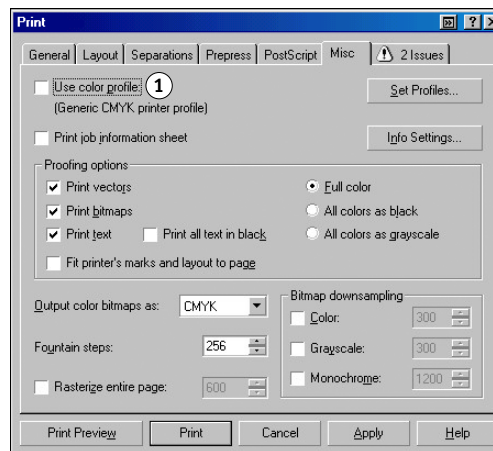 Print
General Layout Separations Prepress PostScript Misc 2 Issues
Use color profile: 1 Set Profiles...
(Generic CMYK printer profile)
Print job information sheet Info Settings...
Proofing options
Print vectors Full color
Print bitmaps All colors as black
Print text Print all text in black All colors as grayscale
Fit printer's marks and layout to page
Output color bitmaps as: CMYK Bitmap downsampling
Color: 300
Fountain steps: 256 Grayscale: 300
Rasterize entire page: 600 Monochrome: 1200
Print Preview Print Cancel Apply Help